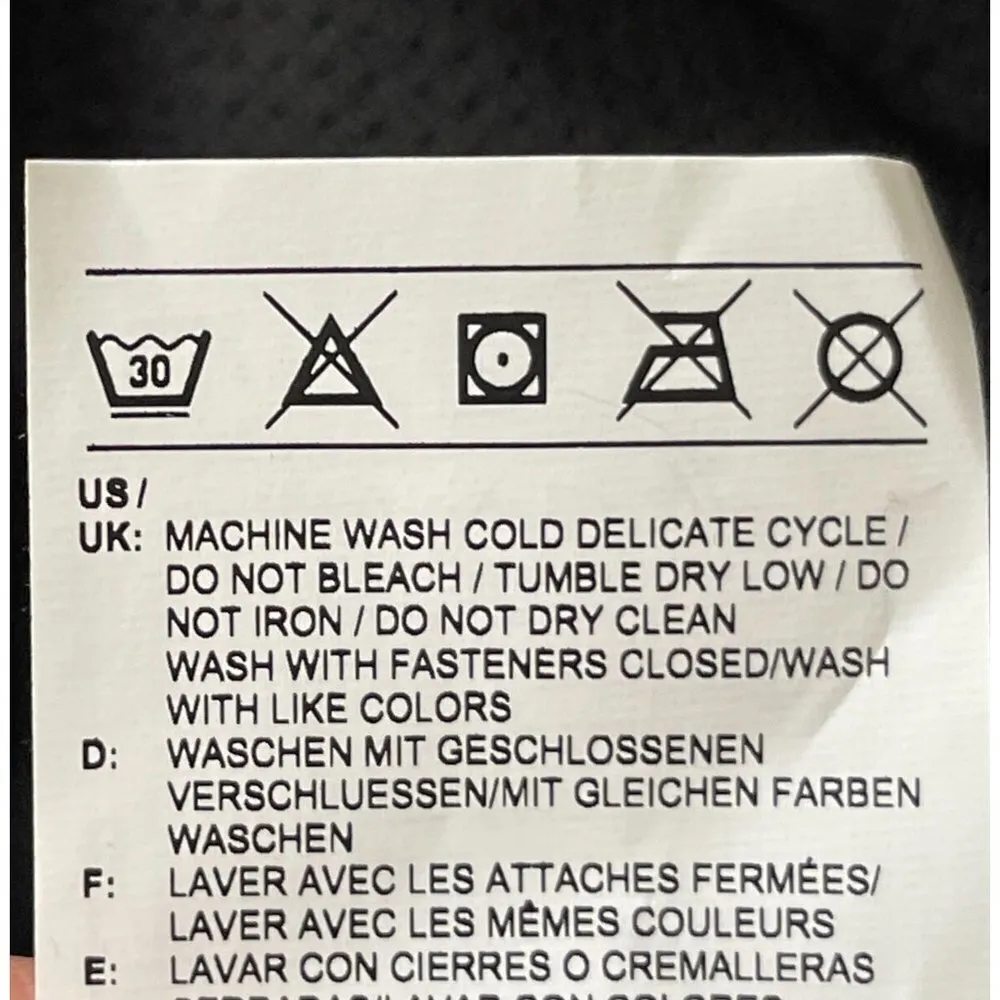 30
US/
UK: MACHINE WASH COLD DELICATE CYCLE /
DO NOT BLEACH / TUMBLE DRY LOW / DO
NOT IRON / DO NOT DRY CLEAN
WASH WITH FASTENERS CLOSED/WASH
WITH LIKE COLORS
D: WASCHEN MIT GESCHLOSSENEN
VERSCHLUESSEN/MIT GLEICHEN FARBEN
WASCHEN
F: LAVER AVEC LES ATTACHES FERMÉES/
LAVER AVEC LES MÊMES COULEURS
E: LAVAR CON CIERRES O CREMALLERAS